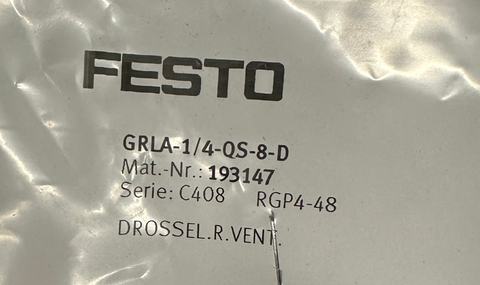 FESTO
GRLA-1/4-QS-8-D
Mat.-Nr.: 193147
Serie: C408 RGP4-48
DROSSEL.R.VENT.